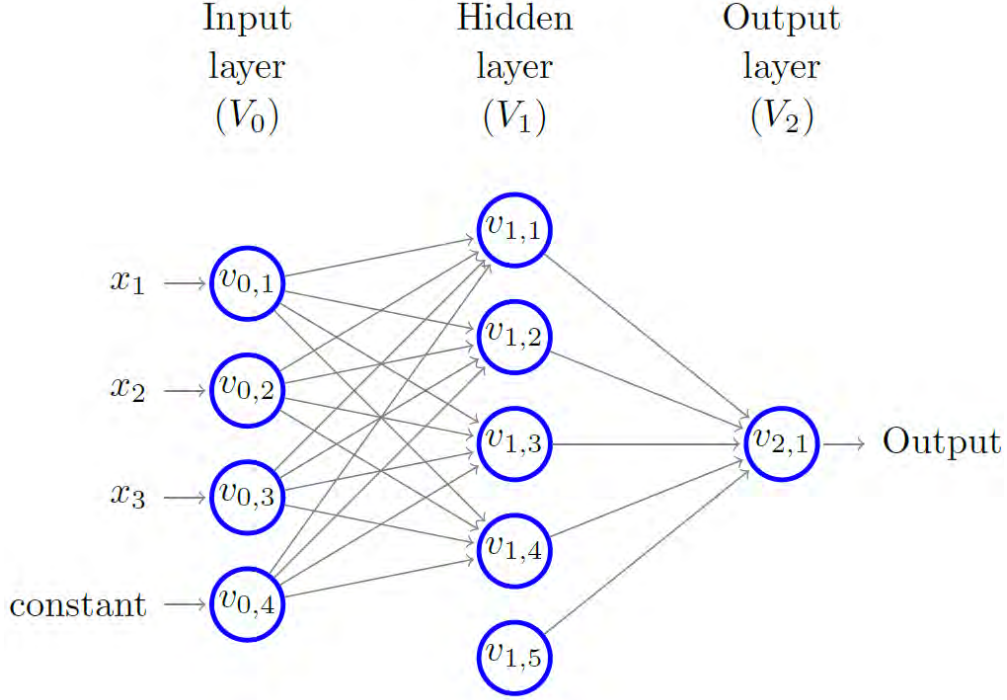 Input
layer
(V₀)
Hidden
layer
(V₁)
Output
layer
(V₂)
x₁
x₂
x₃
constant
v₀,₁
v₀,₂
v₀,₃
v₀,₄
v₁,₁
v₁,₂
v₁,₃
v₁,₄
v₁,₅
v₂,₁
Output